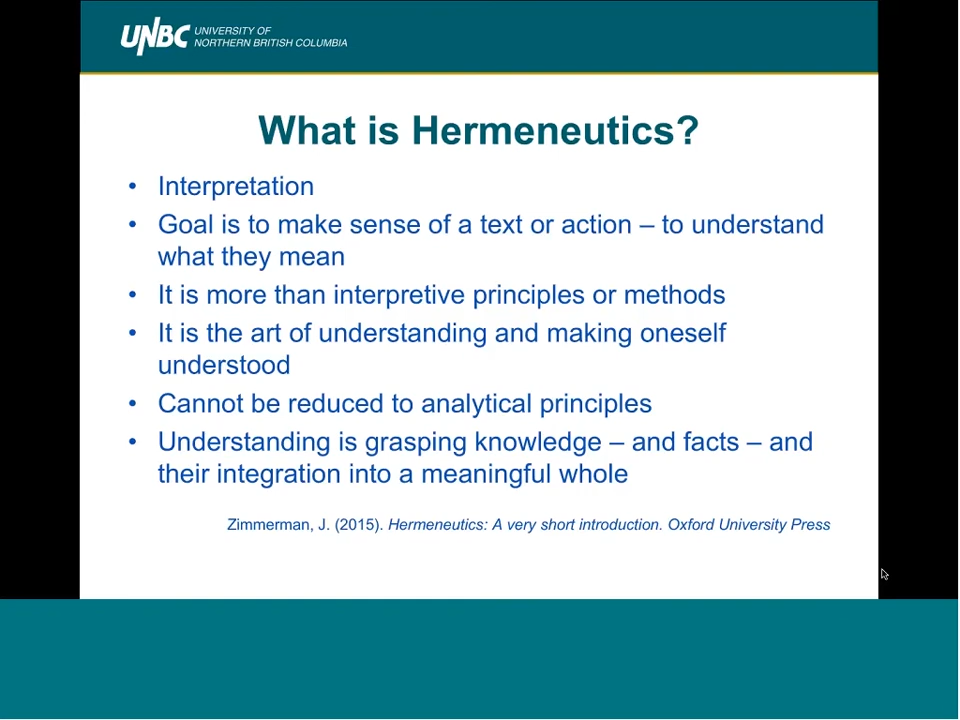 UNBC UNIVERSITY OF
NORTHERN BRITISH COLUMBIA
What is Hermeneutics?
• Interpretation
• Goal is to make sense of a text or action – to understand
what they mean
• It is more than interpretive principles or methods
• It is the art of understanding and making oneself
understood
• Cannot be reduced to analytical principles
• Understanding is grasping knowledge – and facts – and
their integration into a meaningful whole
Zimmerman, J. (2015). Hermeneutics: A very short introduction. Oxford University Press